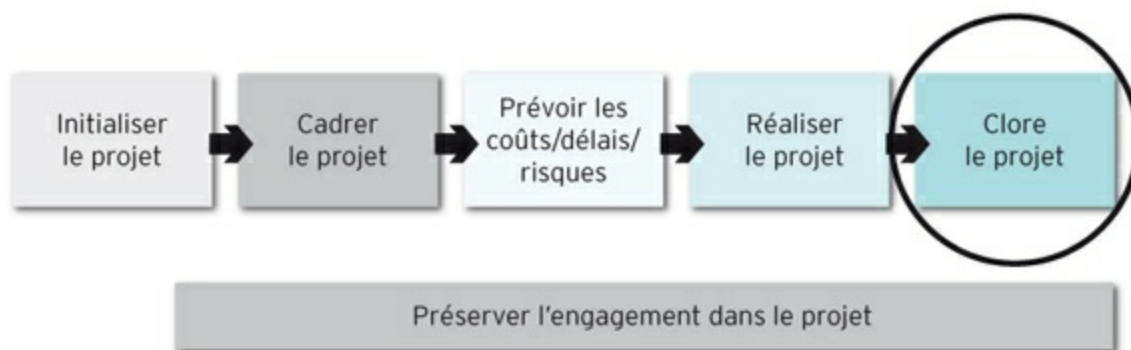 Initialiser
le projet
Cadrer
le projet
Prévoir les
coûts/délais/
risques
Réaliser
le projet
Clore
le projet
Préserver l'engagement dans le projet